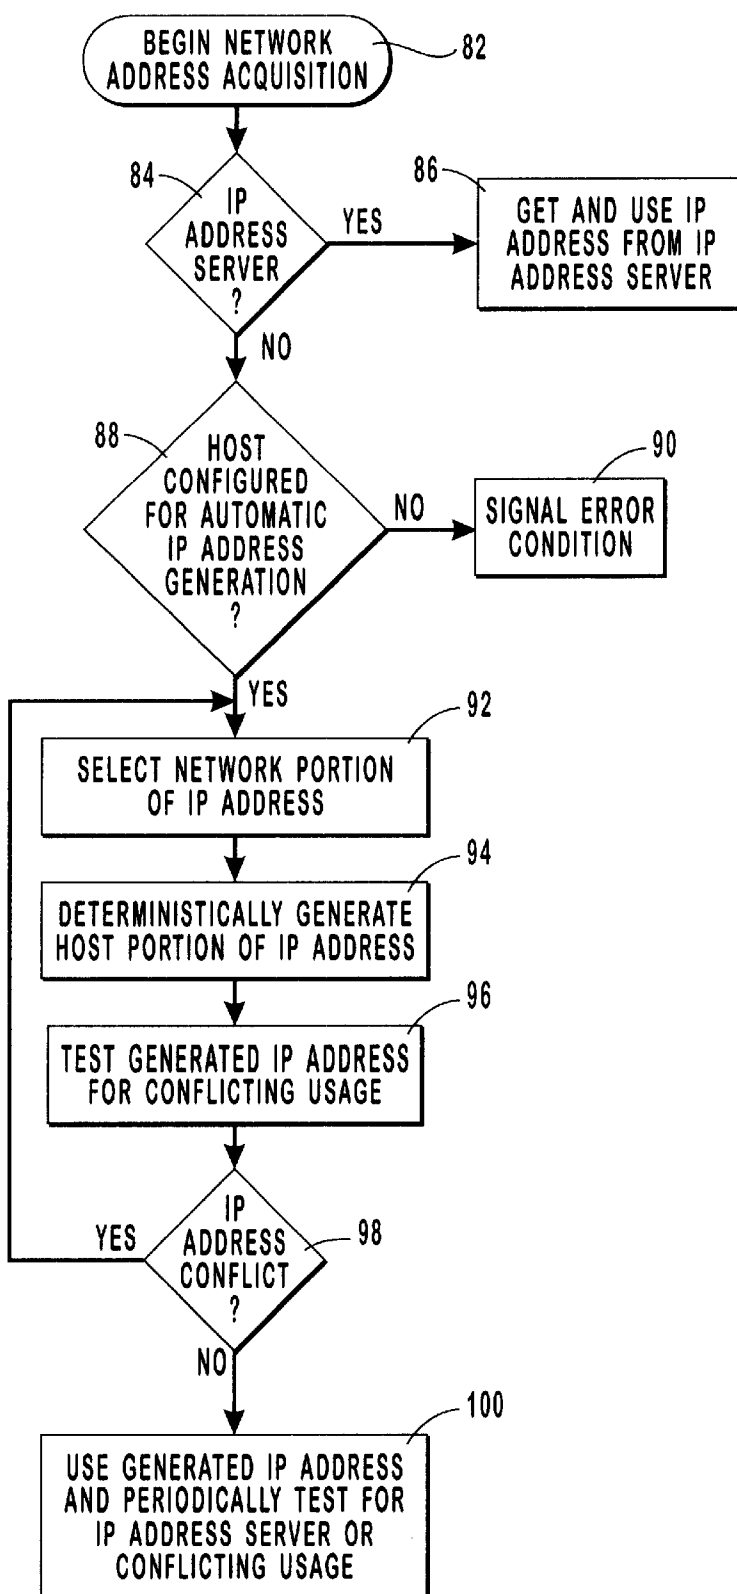 BEGIN NETWORK
ADDRESS ACQUISITION
82
84
IP
ADDRESS
SERVER
?
YES
86
GET AND USE IP
ADDRESS FROM IP
ADDRESS SERVER
NO
88
HOST
CONFIGURED
FOR AUTOMATIC
IP ADDRESS
GENERATION
?
NO
90
SIGNAL ERROR
CONDITION
YES
92
SELECT NETWORK PORTION
OF IP ADDRESS
94
DETERMINISTICALLY GENERATE
HOST PORTION OF IP ADDRESS
96
TEST GENERATED IP ADDRESS
FOR CONFLICTING USAGE
YES
IP
ADDRESS
CONFLICT
?
98
NO
100
USE GENERATED IP ADDRESS
AND PERIODICALLY TEST FOR
IP ADDRESS SERVER OR
CONFLICTING USAGE